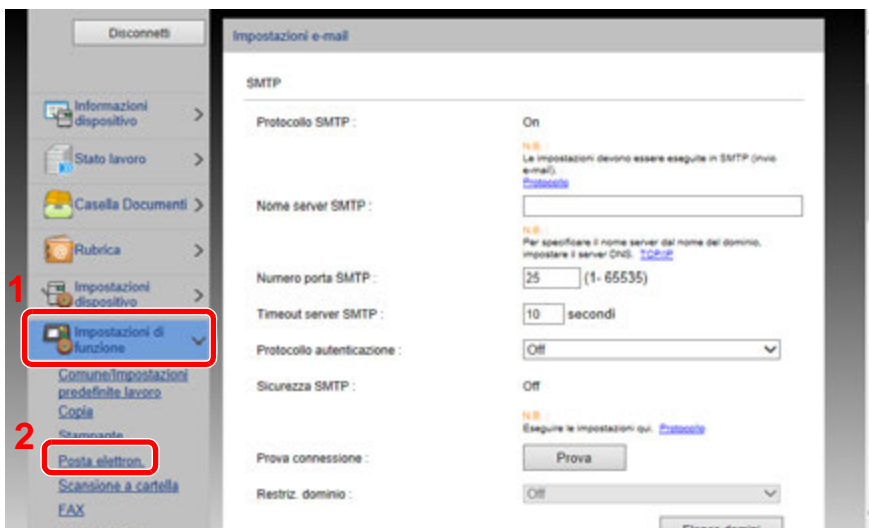 Disconnetti
Informazioni
dispositivo
Stato lavoro
Casella Documenti
Rubrica
1
Impostazioni
dispositivo
Impostazioni di
funzione
Comune/Impostazioni
predefinite lavoro
Copia
2
Stampante
Posta elettron.
Scansione a cartella
FAX
Impostazioni e-mail
SMTP
Protocollo SMTP :
On
N.B. :
Le impostazioni devono essere eseguite in SMTP (invio
e-mail).
Protocollo
Nome server SMTP :
N.B. :
Per specificare il nome server dal nome del dominio,
impostare il server DNS. TCP/IP
Numero porta SMTP :
25 (1- 65535)
Timeout server SMTP :
10 secondi
Protocollo autenticazione :
Off
Sicurezza SMTP :
Off
N.B. :
Eseguire le impostazioni qui. Protocollo
Prova connessione :
Prova
Restriz. dominio :
Off
Elenco domini